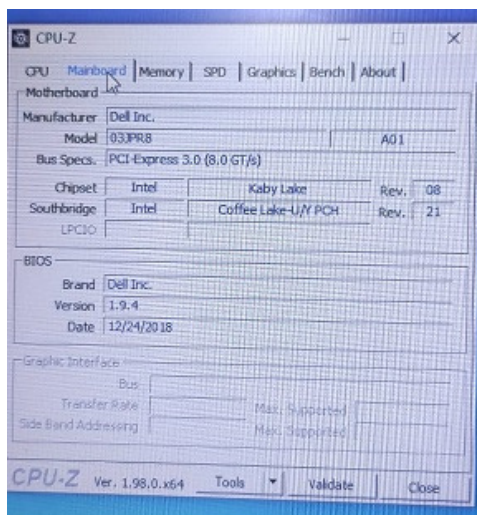 CPU-Z
CPU Mainboard Memory SPD Graphics Bench About
Motherboard
Manufacturer Dell Inc.
Model 03JPR8 A01
Bus Specs. PCI-Express 3.0 (8.0 GT/s)
Chipset Intel Kaby Lake Rev. 08
Southbridge Intel Coffee Lake-U/Y PCH Rev. 21
LPCIO
BIOS
Brand Dell Inc.
Version 1.9.4
Date 12/24/2018
Graphic Interface
Bus
Transfer Rate Max. Supported
Side Band Addressing Max. Supported
CPU-Z Ver. 1.98.0.x64 Tools Validate Close